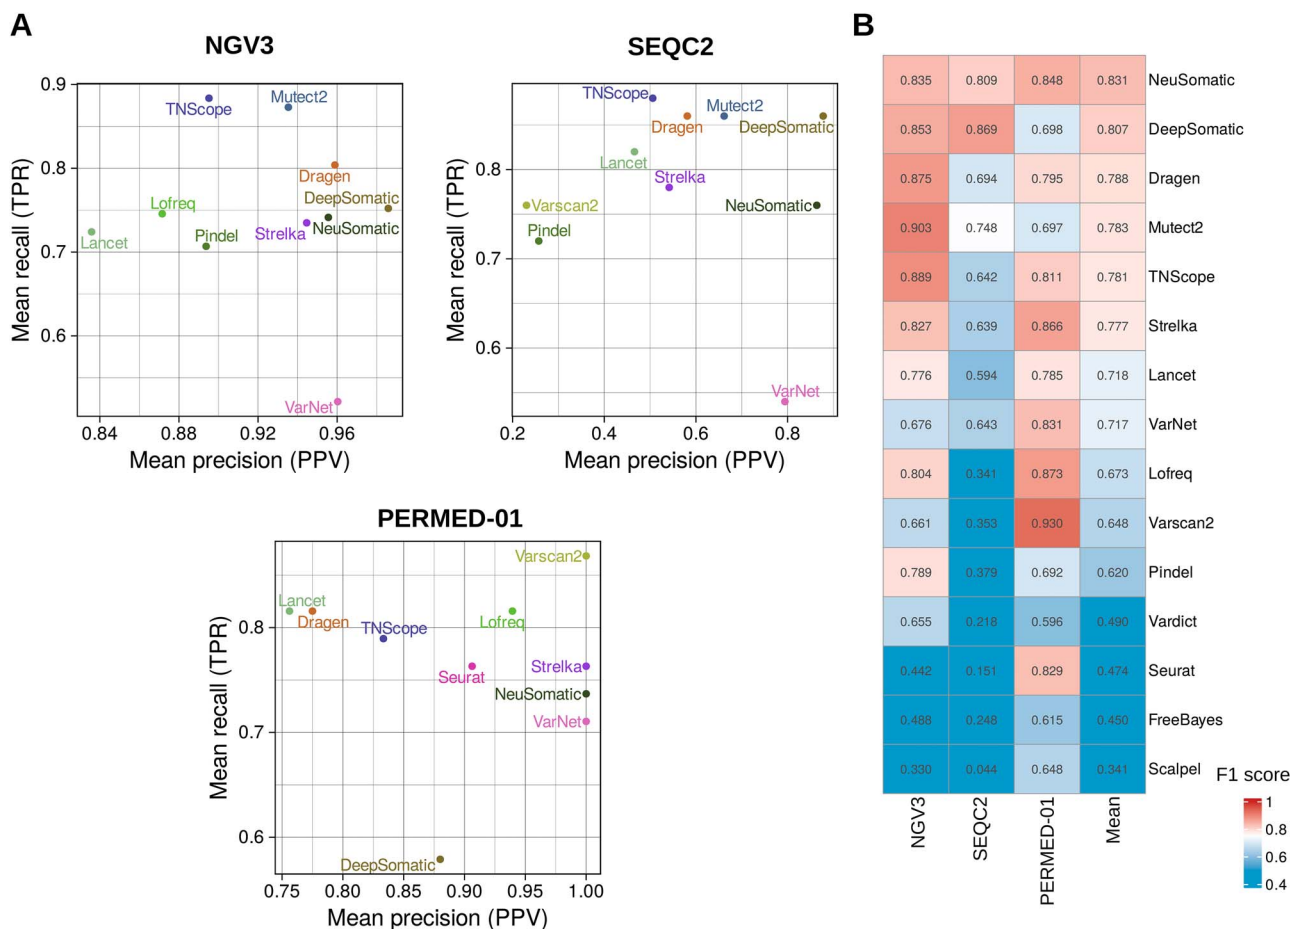 A
NGV3
0.9
0.8
0.7
0.6
Mean recall (TPR)
TNScope
Mutect2
Dragen
DeepSomatic
Lofreq
NeuSomatic
Strelka
Lancet
Pindel
VarNet
0.84 0.88 0.92 0.96
Mean precision (PPV)
SEQC2
0.8
0.7
0.6
Mean recall (TPR)
TNScope
Mutect2
Dragen
DeepSomatic
Lancet
Strelka
Varscan2
NeuSomatic
Pindel
VarNet
0.2 0.4 0.6 0.8
Mean precision (PPV)
PERMED-01
0.8
0.7
0.6
Mean recall (TPR)
Varscan2
Lancet
Dragen
TNScope
Lofreq
Strelka
Seurat
NeuSomatic
VarNet
DeepSomatic
0.75 0.80 0.85 0.90 0.95 1.00
Mean precision (PPV)
B
0.835 0.809 0.848 0.831 NeuSomatic
0.853 0.869 0.698 0.807 DeepSomatic
0.875 0.694 0.795 0.788 Dragen
0.903 0.748 0.697 0.783 Mutect2
0.889 0.642 0.811 0.781 TNScope
0.827 0.639 0.866 0.777 Strelka
0.776 0.594 0.785 0.718 Lancet
0.676 0.643 0.831 0.717 VarNet
0.804 0.341 0.873 0.673 Lofreq
0.661 0.353 0.930 0.648 Varscan2
0.789 0.379 0.692 0.620 Pindel
0.655 0.218 0.596 0.490 Vardict
0.442 0.151 0.829 0.474 Seurat
0.488 0.248 0.615 0.450 FreeBayes
0.330 0.044 0.648 0.341 Scalpel
NGV3 SEQC2 PERMED-01 Mean
F1 score
1
0.8
0.6
0.4